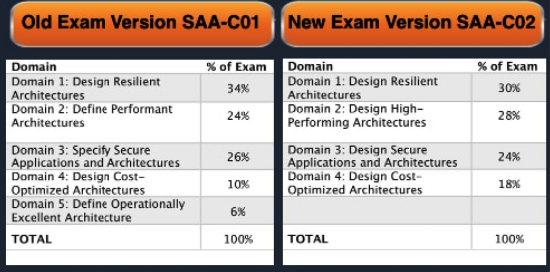 Old Exam Version SAA-C01
Domain % of Exam
Domain 1: Design Resilient
Architectures
34%
Domain 2: Define Performant
Architectures
24%
Domain 3: Specify Secure
Applications and Architectures
26%
Domain 4: Design Cost-
Optimized Architectures
10%
Domain 5: Define Operationally
Excellent Architecture
6%
TOTAL 100%
New Exam Version SAA-C02
Domain % of Exam
Domain 1: Design Resilient
Architectures
30%
Domain 2: Design High-
Performing Architectures
28%
Domain 3: Design Secure
Applications and Architectures
24%
Domain 4: Design Cost-
Optimized Architectures
18%
TOTAL 100%